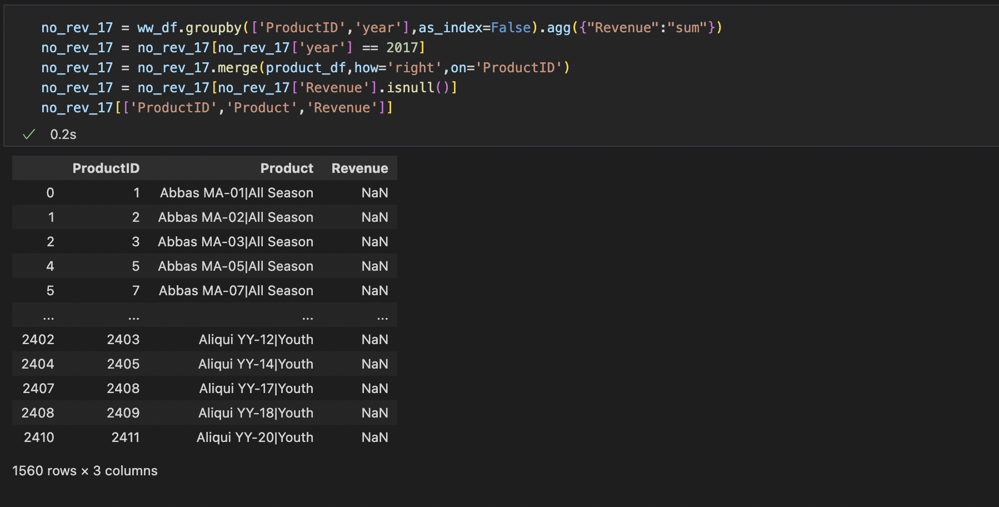 no_rev_17 = ww_df.groupby(['ProductID','year'],as_index=False).agg({"Revenue":"sum"})
no_rev_17 = no_rev_17[no_rev_17['year'] == 2017]
no_rev_17 = no_rev_17.merge(product_df,how='right',on='ProductID')
no_rev_17 = no_rev_17[no_rev_17['Revenue'].isnull()]
no_rev_17[['ProductID','Product','Revenue']]
✓ 0.2s
ProductID Product Revenue
0 1 Abbas MA-01|All Season NaN
1 2 Abbas MA-02|All Season NaN
2 3 Abbas MA-03|All Season NaN
4 5 Abbas MA-05|All Season NaN
5 7 Abbas MA-07|All Season NaN
... ... ... ...
2402 2403 Aliqui YY-12|Youth NaN
2404 2405 Aliqui YY-14|Youth NaN
2407 2408 Aliqui YY-17|Youth NaN
2408 2409 Aliqui YY-18|Youth NaN
2410 2411 Aliqui YY-20|Youth NaN
1560 rows × 3 columns